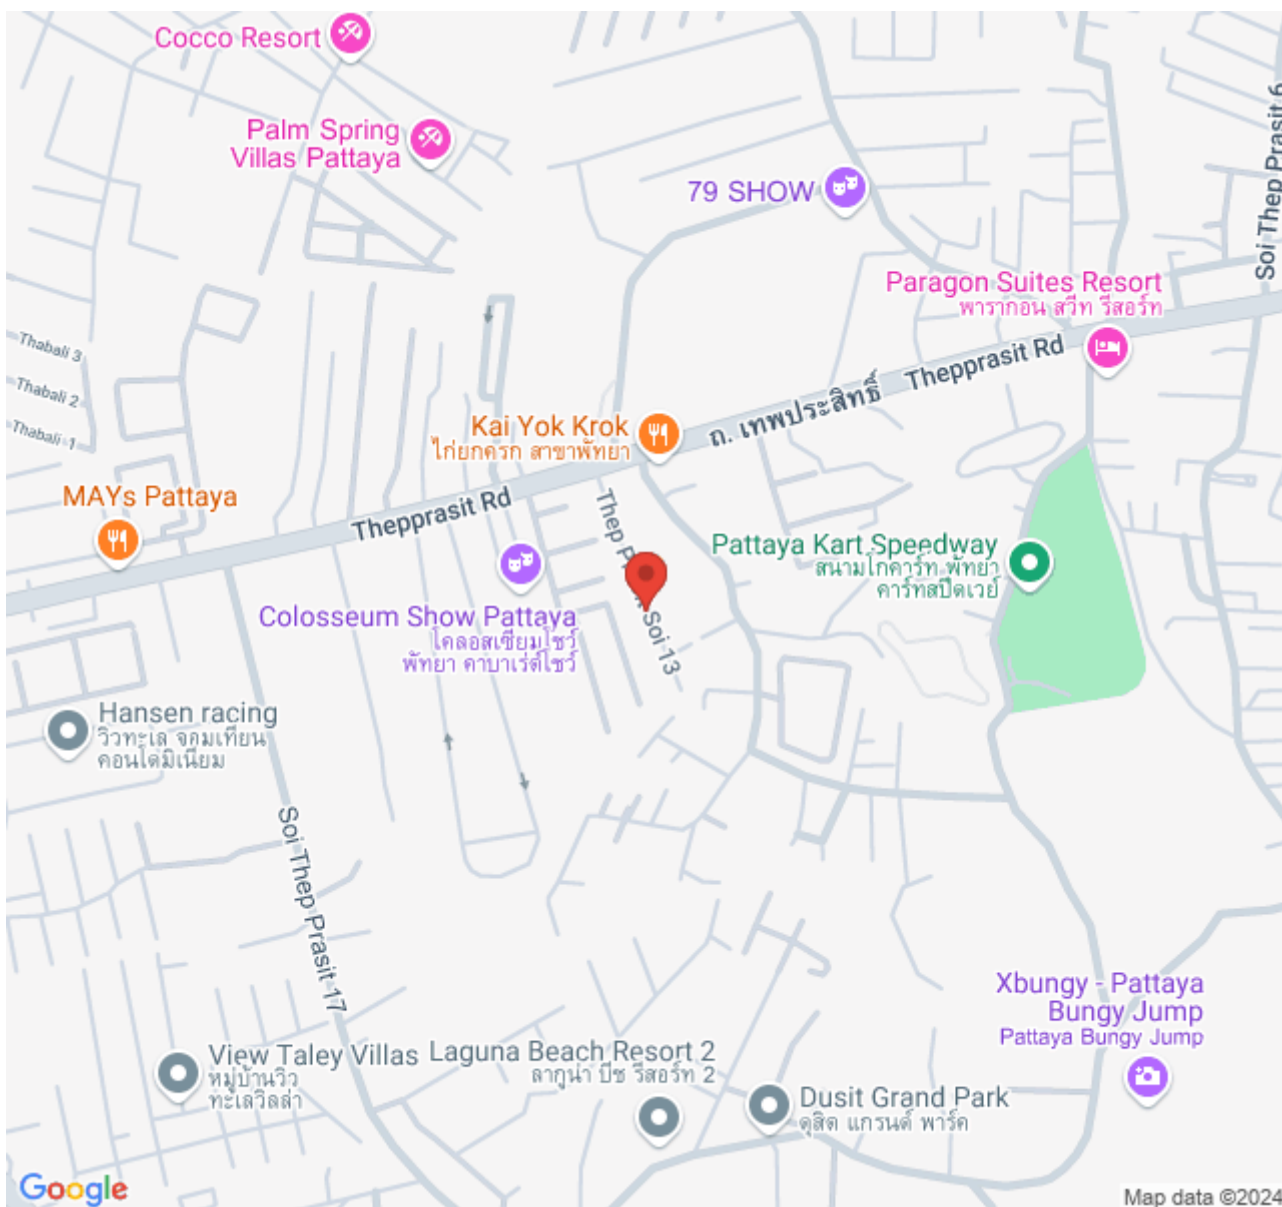 Cocco Resort
Palm Spring
Villas Pattaya
79 SHOW
Soi Thep Prasit 6
Paragon Suites Resort
พารากอน สวีท รีสอร์ท
Thepprasit Rd
ถ. เทพประสิทธิ์
Thabali 3
Thabali 2
Thabali 1
Kai Yok Krok
ไก่ยกครก สาขาพัทยา
MAYs Pattaya
Thepprasit Rd
Soi 13
Pattaya Kart Speedway
สนามโกคาร์ท พัทยา
คาร์ทสปีดเวย์
Colosseum Show Pattaya
โคลอสเซียมโชว์
พัทยา คาบาเร่ต์โชว์
Hansen racing
วิวทะเล จอมเทียน
คอนโดมิเนียม
Soi Thep Prasit 17
Xbungy - Pattaya
Bungy Jump
Pattaya Bungy Jump
View Taley Villas
หมู่บ้านวิว
ทะเลวิลล่า
Laguna Beach Resort 2
ลากูน่า บีช รีสอร์ท 2
Dusit Grand Park
ดุสิต แกรนด์ พาร์ค
Google
Map data ©2024